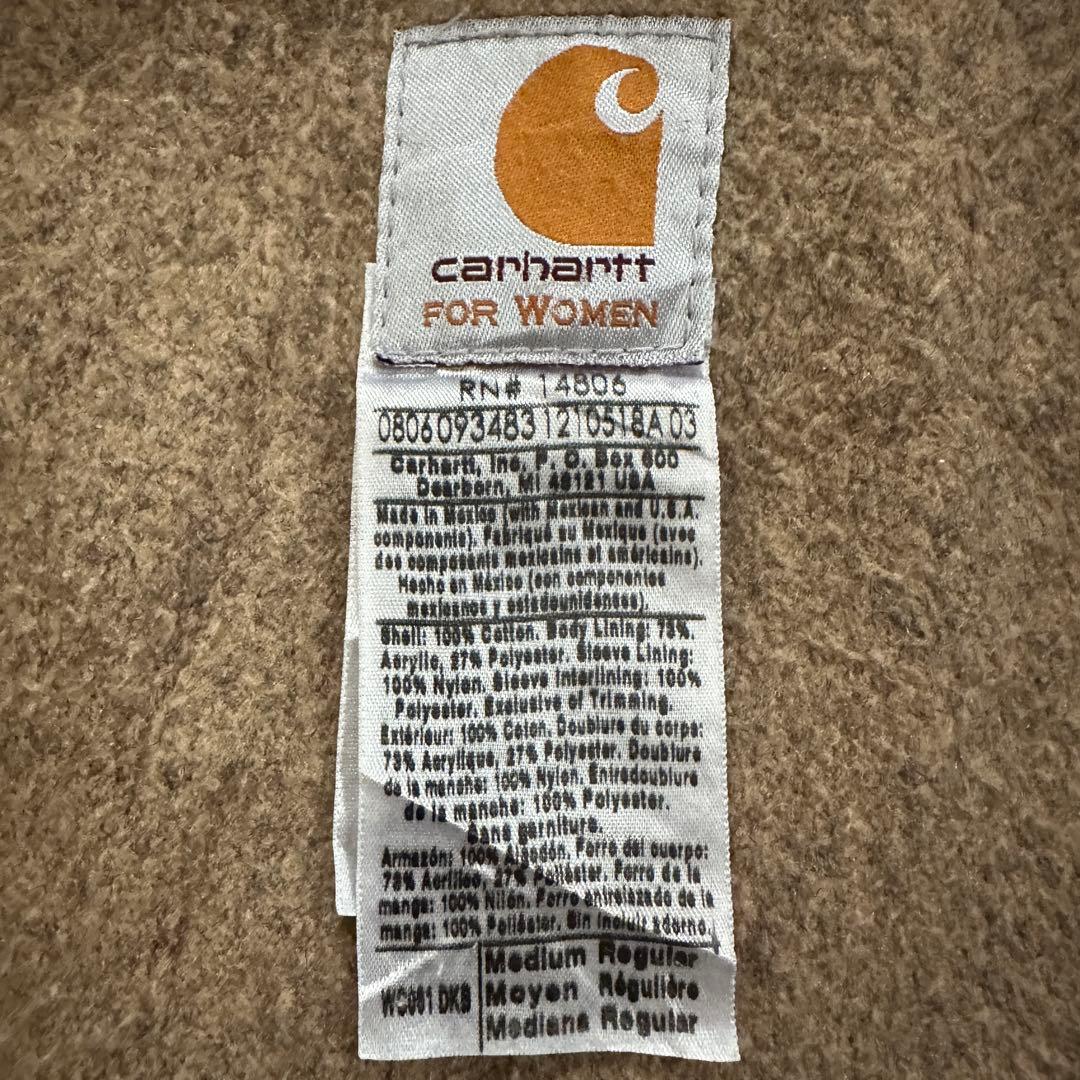 carhartt
FOR WOMEN
RN# 14806
0806093483 1210518A 03
Carhartt, Inc. P. O. Box 600
Dearborn, MI 48121 USA
Made in Mexico (with Mexican and U.S.A.
components). Fabriqué au Mexique (avec
des composants mexicains et américains).
Hecho en México (con componentes
mexicanos y estadounidenses).
Shell: 100% Cotton. Body Lining: 73%
Acrylic, 27% Polyester. Sleeve Lining:
100% Nylon. Sleeve Interlining: 100%
Polyester. Exclusive of Trimming.
Extérieur: 100% Coton. Doublure du corps:
73% Acrylique, 27% Polyester. Doublure
de la manche: 100% Nylon. Entredoublure
de la manche: 100% Polyester.
Sans garniture.
Armazón: 100% Algodón. Forro del cuerpo:
73% Acrílico, 27% Poliéster. Forro de la
manga: 100% Nilon. Forro entrelazado de la
manga: 100% Poliéster. Sin incluir adorno.
DKB
Medium Regular
Moyen Régulière
Mediana Regular